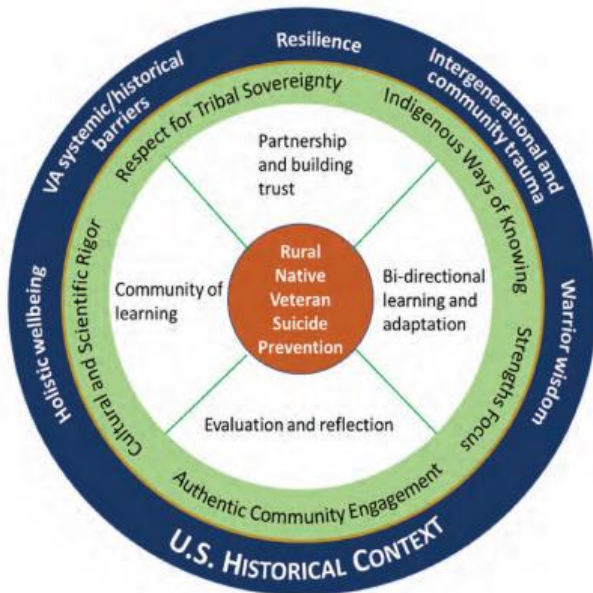 Resilience
VA systemic/historical
barriers
Intergenerational and
community trauma
Holistic wellbeing
Warrior wisdom
U.S. HISTORICAL CONTEXT
Respect for Tribal Sovereignty
Indigenous Ways of Knowing
Cultural and Scientific Rigor
Strengths Focus
Authentic Community Engagement
Partnership
and building
trust
Community of
learning
Bi-directional
learning and
adaptation
Evaluation and reflection
Rural
Native
Veteran
Suicide
Prevention